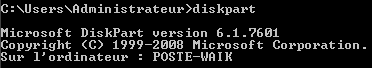 C:\Users\Administrateur>diskpart
Microsoft DiskPart version 6.1.7601
Copyright (C) 1999-2008 Microsoft Corporation.
Sur l'ordinateur : POSTE-WAIK